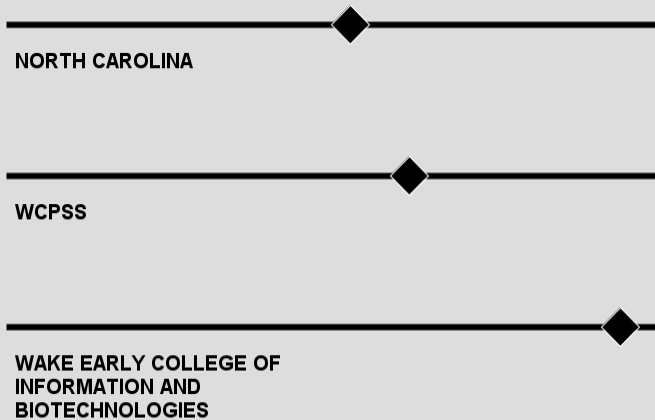 NORTH CAROLINA
WCPSS
WAKE EARLY COLLEGE OF
INFORMATION AND
BIOTECHNOLOGIES